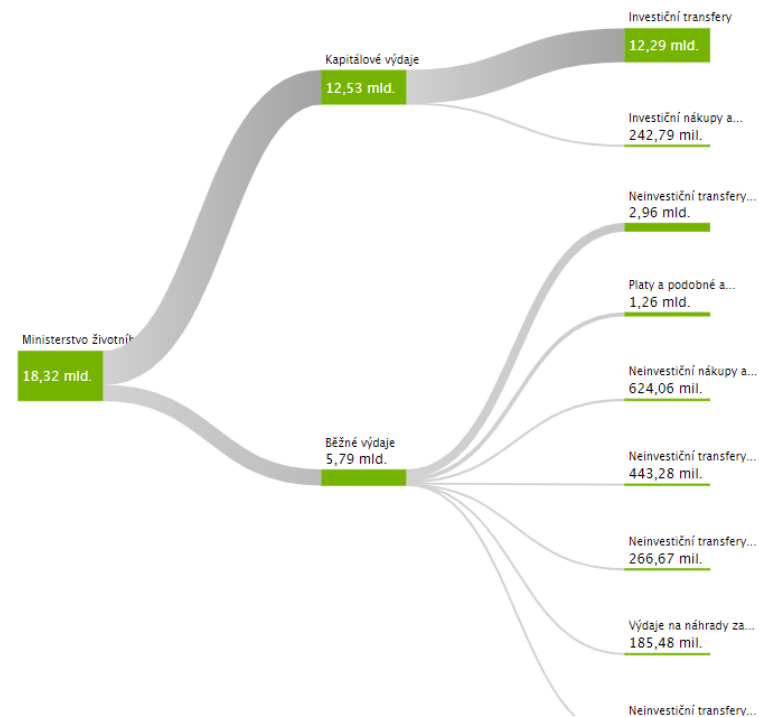 Investiční transfery
12,29 mld.
Kapitálové výdaje
12,53 mld.
Investiční nákupy a...
242,79 mil.
Neinvestiční transfery...
2,96 mld.
Platy a podobné a...
1,26 mld.
Ministerstvo životníh
18,32 mld.
Neinvestiční nákupy a...
624,06 mil.
Běžné výdaje
5,79 mld.
Neinvestiční transfery...
443,28 mil.
Neinvestiční transfery...
266,67 mil.
Výdaje na náhrady za...
185,48 mil.
Neinvestiční transfery...